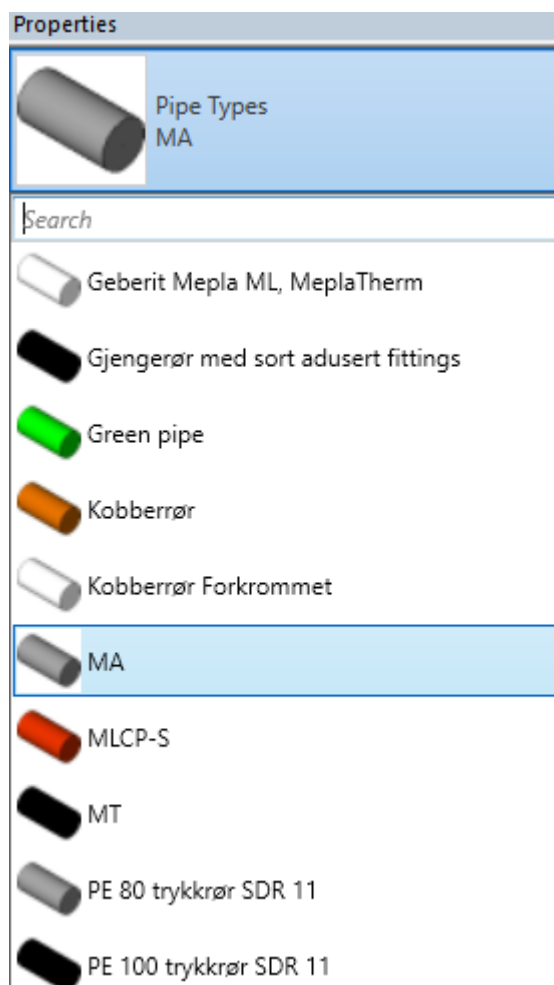 Properties
Pipe Types
MA
Search
Geberit Mepla ML, MeplaTherm
Gjengerør med sort adusert fittings
Green pipe
Kobberrør
Kobberrør Forkrommet
MA
MLCP-S
MT
PE 80 trykkrør SDR 11
PE 100 trykkrør SDR 11